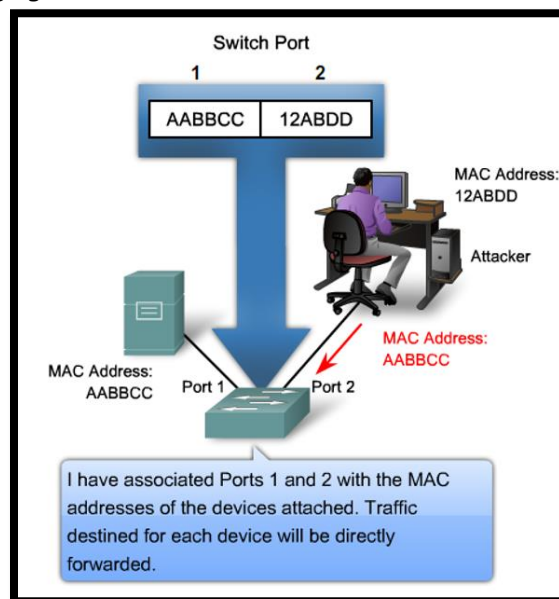 Switch Port
1 2
AABBCC 12ABDD
MAC Address:
12ABDD
Attacker
MAC Address:
AABBCC
MAC Address:
AABBCC
Port 1 Port 2
I have associated Ports 1 and 2 with the MAC
addresses of the devices attached. Traffic
destined for each device will be directly
forwarded.